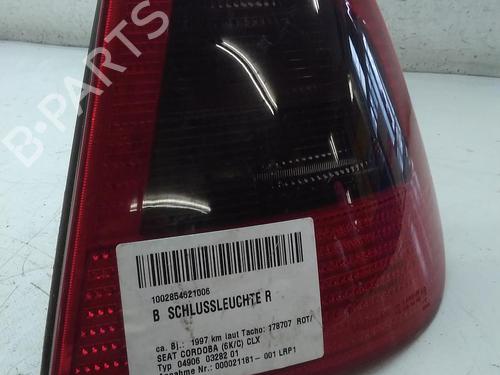 B-PARTS
1002854621006
B SCHLUSSLEUCHTE R
ca. Bj.: 1997 km laut Tacho: 178707 ROT/
SEAT CORDOBA (6K/C) CLX
Typ 04906 03282 01
Annahme Nr.: 000021181- 001 LRP1